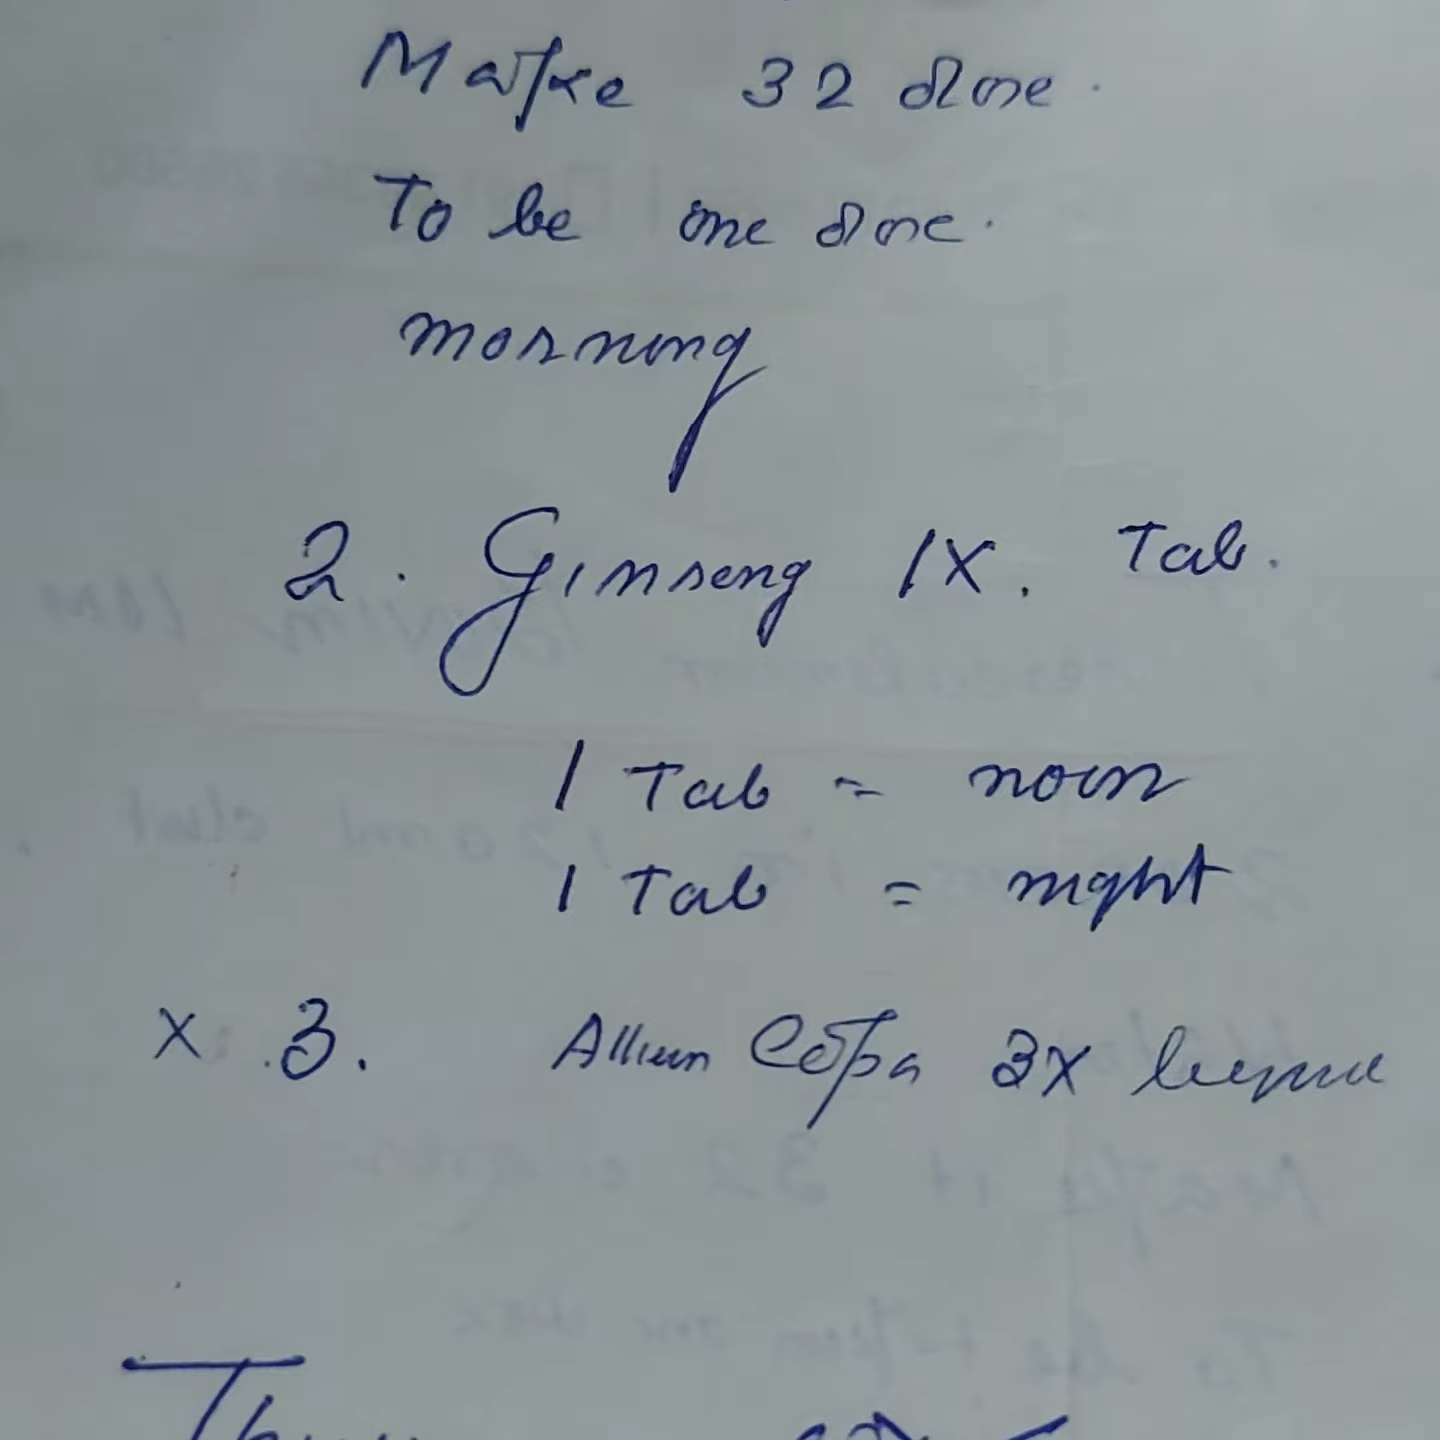 Make 32 dose.
To be one dose.
morning
2. Ginseng 1X. Tab.
1 Tab = noon
1 Tab = night
x 3. Allium Cepa 3X